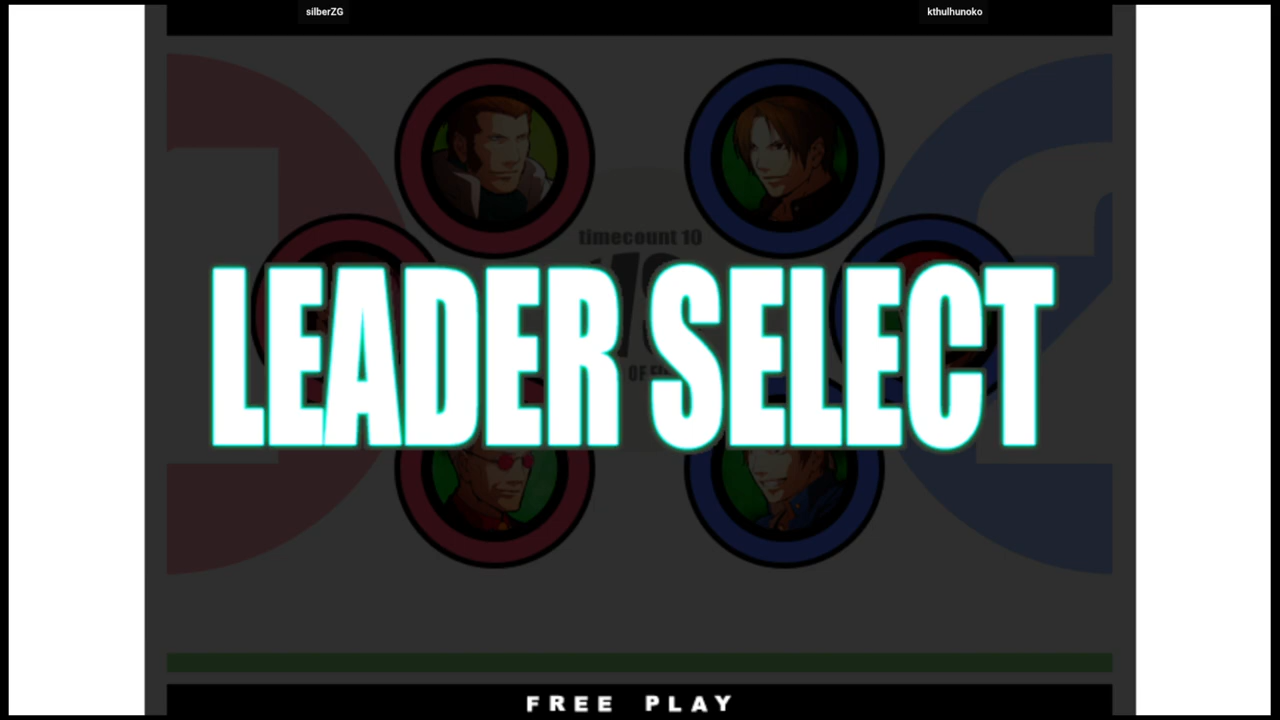 silberZG
kthulhunoko
timecount 10
LEADER SELECT
FREE PLAY